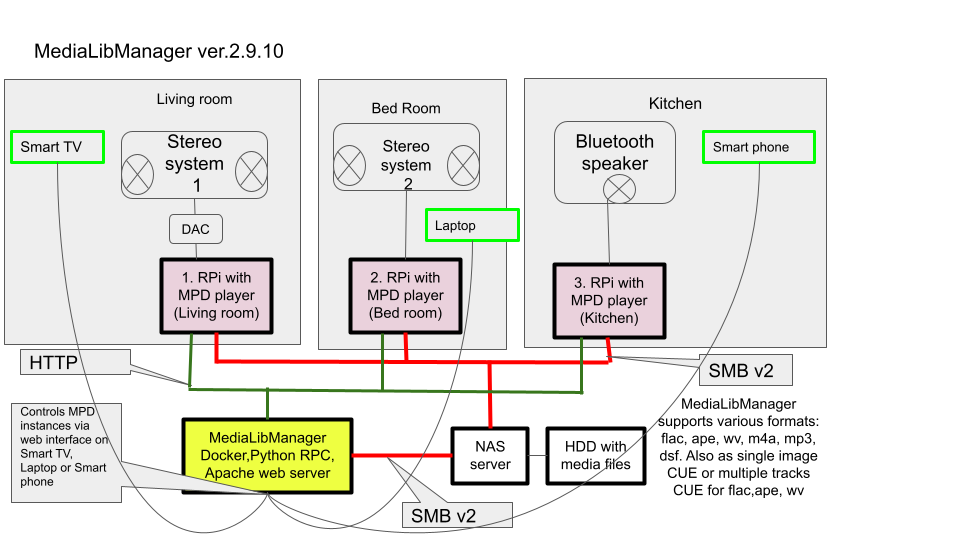 MediaLibManager ver.2.9.10
Living room
Bed Room
Kitchen
Smart TV
Stereo
system
1
Stereo
system
2
Bluetooth
speaker
Smart phone
DAC
Laptop
1. RPi with
MPD player
(Living room)
2. RPi with
MPD player
(Bed room)
3. RPi with
MPD player
(Kitchen)
HTTP
SMB v2
Controls MPD
instances via
web interface on
Smart TV,
Laptop or Smart
phone
MediaLibManager
Docker,Python RPC,
Apache web server
NAS
server
HDD with
media files
MediaLibManager
supports various formats:
flac, ape, wv, m4a, mp3,
dsf. Also as single image
CUE or multiple tracks
CUE for flac,ape, wv
SMB v2